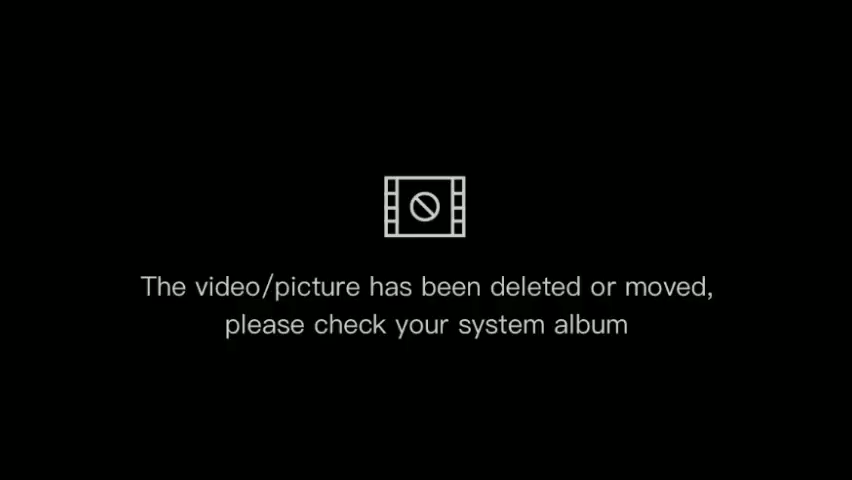 The video/picture has been deleted or moved,
please check your system album